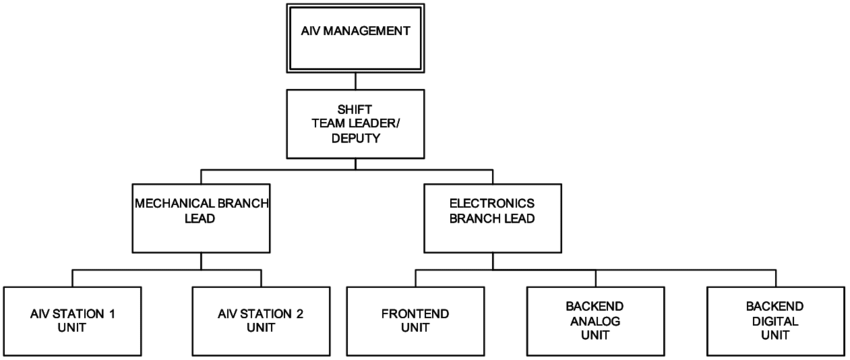 AIV MANAGEMENT
SHIFT
TEAM LEADER/
DEPUTY
MECHANICAL BRANCH
LEAD
ELECTRONICS
BRANCH LEAD
AIV STATION 1
UNIT
AIV STATION 2
UNIT
FRONTEND
UNIT
BACKEND
ANALOG
UNIT
BACKEND
DIGITAL
UNIT